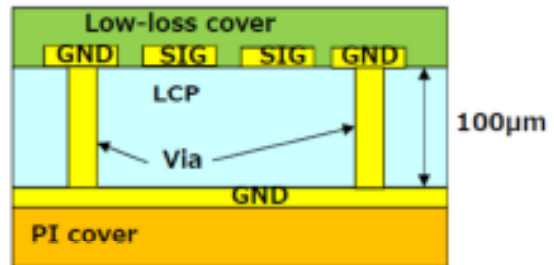 Low-loss cover
GND SIG SIG GND
LCP
100μm
Via
GND
PI cover